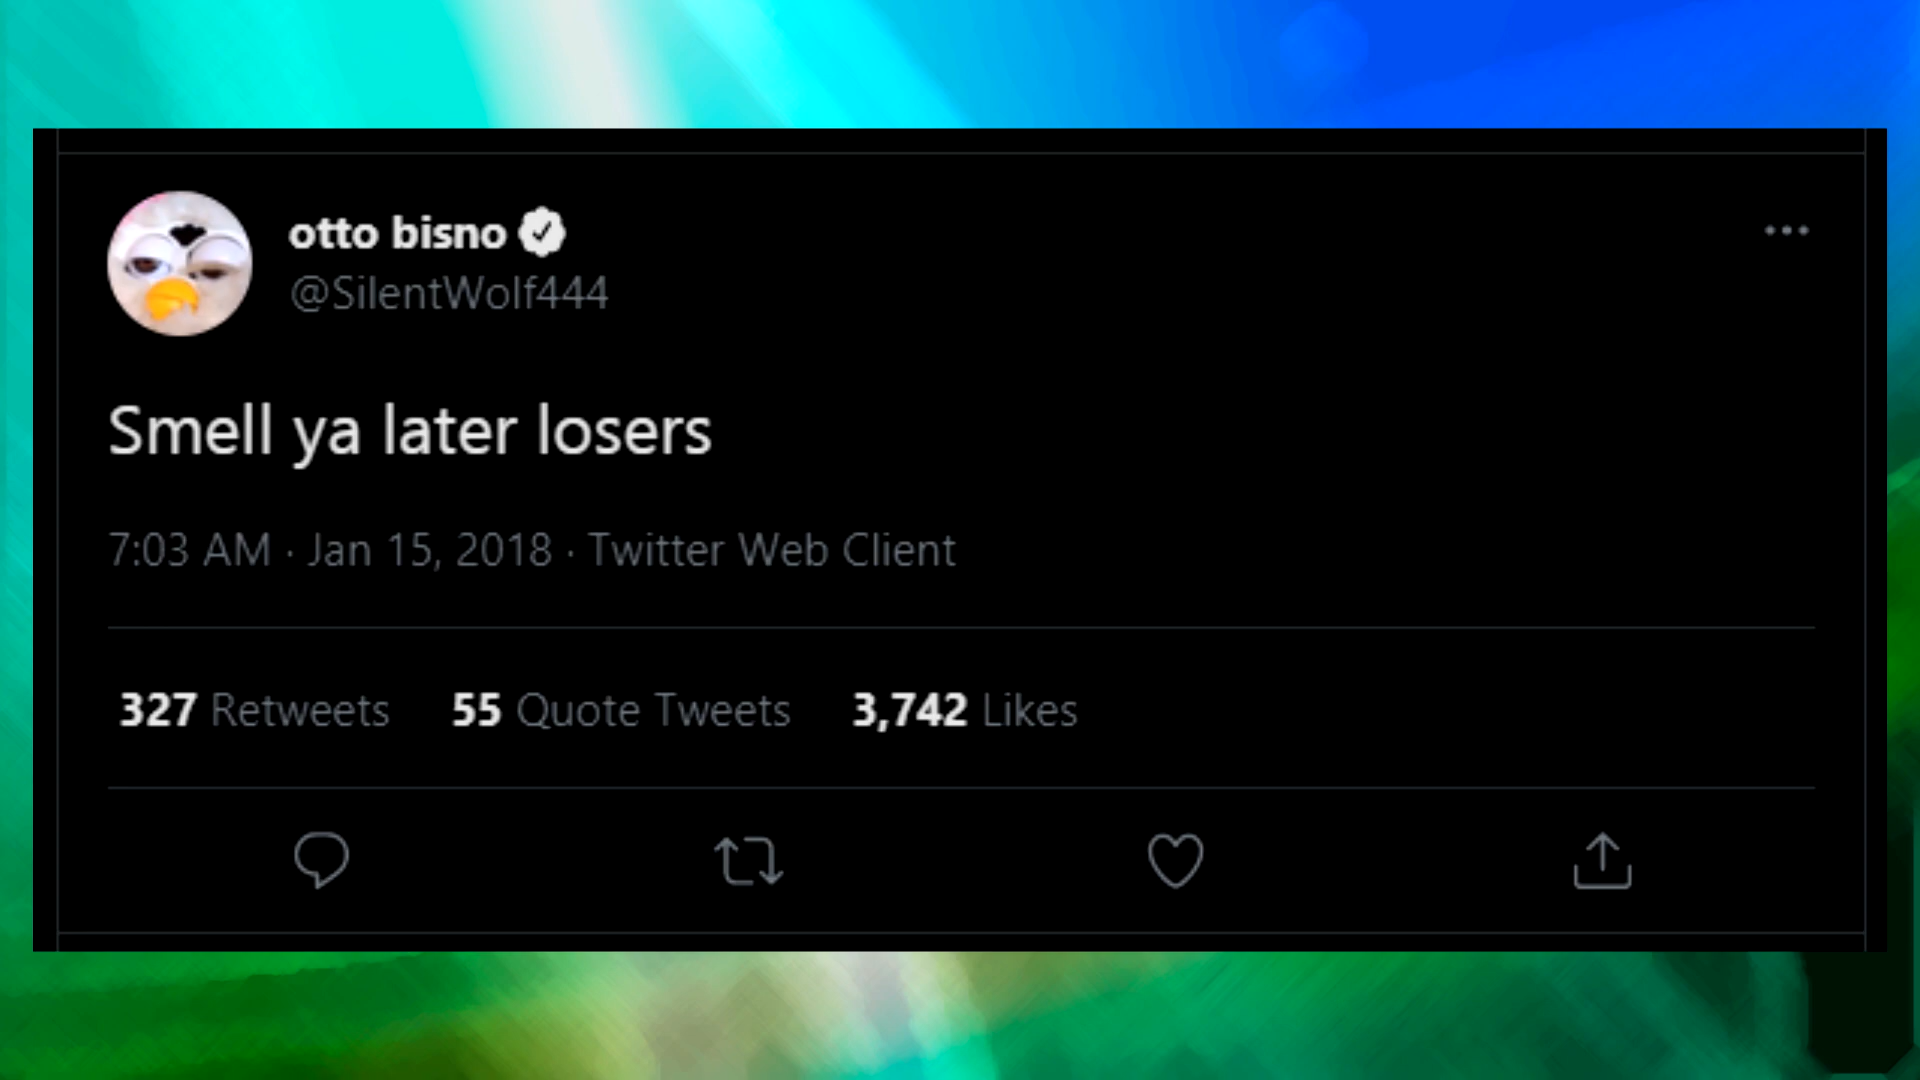 otto bisno
@SilentWolf444
Smell ya later losers
7:03 AM · Jan 15, 2018 · Twitter Web Client
327 Retweets 55 Quote Tweets 3,742 Likes